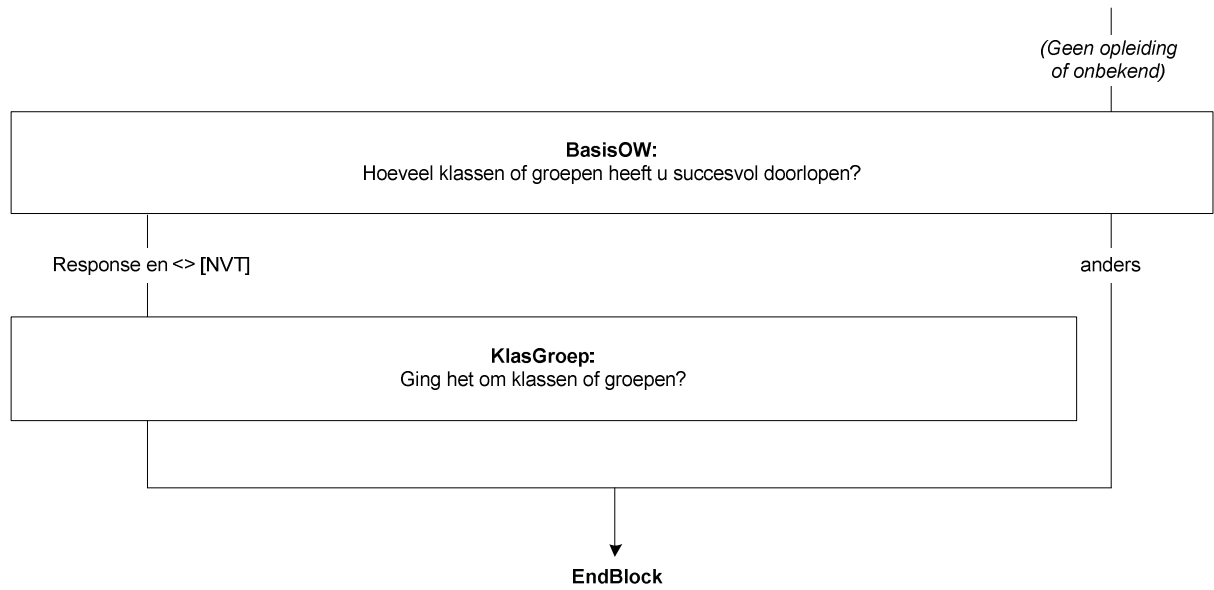 (Geen opleiding
of onbekend)
BasisOW:
Hoeveel klassen of groepen heeft u succesvol doorlopen?
Response en <> [NVT]
anders
KlasGroep:
Ging het om klassen of groepen?
EndBlock